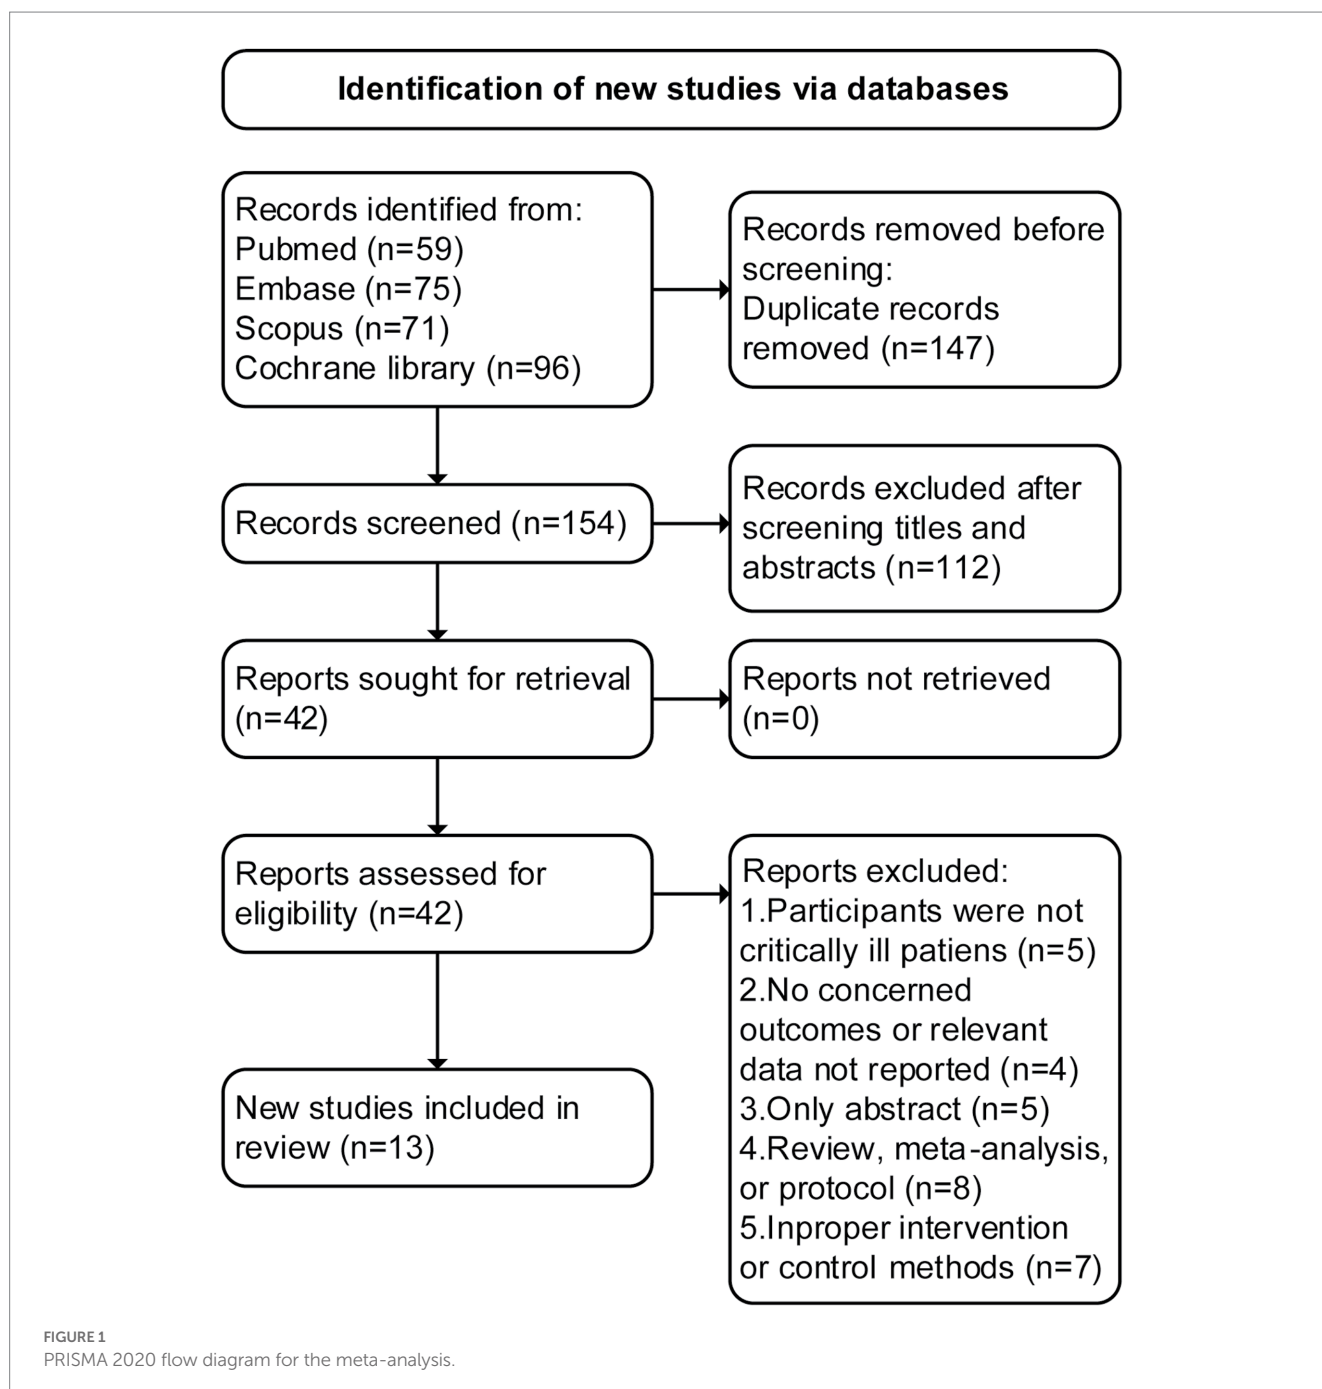 Identification of new studies via databases
Records identified from:
Pubmed (n=59)
Embase (n=75)
Scopus (n=71)
Cochrane library (n=96)
Records removed before
screening:
Duplicate records
removed (n=147)
Records screened (n=154)
Records excluded after
screening titles and
abstracts (n=112)
Reports sought for retrieval
(n=42)
Reports not retrieved
(n=0)
Reports assessed for
eligibility (n=42)
Reports excluded:
1.Participants were not
critically ill patiens (n=5)
2.No concerned
outcomes or relevant
data not reported (n=4)
3.Only abstract (n=5)
4.Review, meta-analysis,
or protocol (n=8)
5.Inproper intervention
or control methods (n=7)
New studies included in
review (n=13)
FIGURE 1
PRISMA 2020 flow diagram for the meta-analysis.